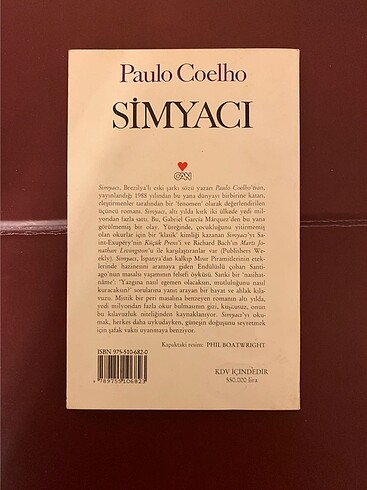 Paulo Coelho
SİMYACI
CAN
Simyacı, Brezilya'lı eski şarkı sözü yazarı Paulo Coelho'nun,
yayınlandığı 1988 yılından bu yana dünyayı birbirine katan,
eleştirmenler tarafından bir 'fenomen' olarak değerlendirilen
üçüncü romanı. Simyacı, altı yılda kırk iki ülkede yedi mil-
yondan fazla sattı. Bu, Gabriel García Márquez'den bu yana
görülmemiş bir olay. Yüreğinde, çocukluğunu yitirmemiş
olan okurlar için bir 'klasik' kimliği kazanan Simyacı'yı Sa-
int-Exupéry'nin Küçük Prens'i ve Richard Bach'ın Martı Jo-
nathan Livingston'u ile karşılaştıranlar var (Publishers We-
ekly). Simyacı, İspanya'dan kalkıp Mısır Piramitlerinin etek-
lerinde hazinesini aramaya giden Endülüslü çoban Santi-
ago'nun masalsı yaşamının felsefi öyküsü. Sanki bir 'nasihat-
nâme': 'Yazgına nasıl egemen olacaksın, mutluluğunu nasıl
kuracaksın?' sorularına yanıt arayan bir hayat ve ahlak kıla-
vuzu. Mistik bir peri masalına benzeyen romanın altı yılda,
yedi milyondan fazla okur bulmasının gizi, kuşkusuz, onun
bu kılavuzluk niteliğinden kaynaklanıyor. Simyacı'yı oku-
mak, herkes daha uykudayken, güneşin doğuşunu seyretmek
için şafak vakti uyanmaya benziyor.
Kapaktaki resim: PHIL BOATWRIGHT
ISBN 975-510-682-0
9 789755 106823
KDV İÇİNDEDİR
550.000 lira